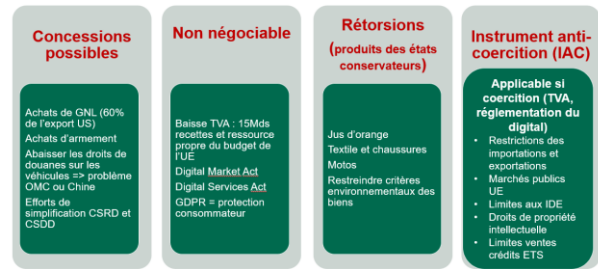 Concessions
possibles
Achats de GNL (60%
de l'export US)
Achats d'armement
Abaisser les droits de
douanes sur les
véhicules => problème
OMC ou Chine
Efforts de
simplification CSRD et
CSDD
Non négociable
Baisse TVA : 15Mds
recettes et ressource
propre du budget de
l'UE
Digital Market Act
Digital Services Act
GDPR = protection
consommateur
Rétorsions
(produits des états
conservateurs)
Jus d'orange
Textile et chaussures
Motos
Restreindre critères
environnementaux des
biens
Instrument anti-
coercition (IAC)
Applicable si
coercition (TVA,
réglementation du
digital)
• Restrictions des
importations et
exportations
• Marchés publics
UE
• Limites aux IDE
• Droits de propriété
intellectuelle
• Limites ventes
crédits ETS